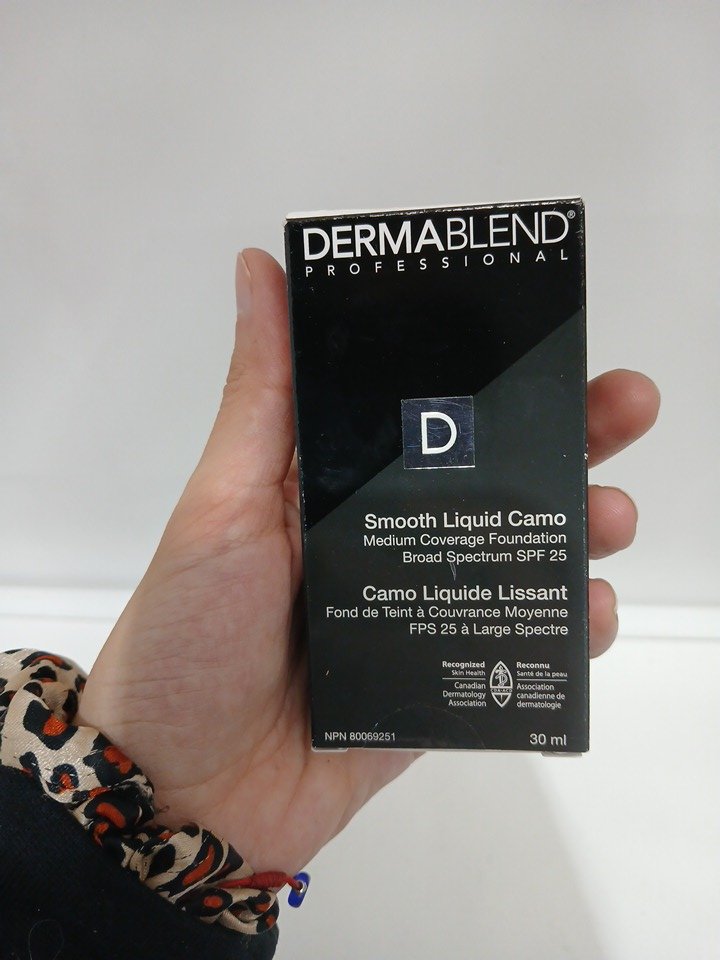 DERMABLEND®
PROFESSIONAL
D
Smooth Liquid Camo
Medium Coverage Foundation
Broad Spectrum SPF 25
Camo Liquide Lissant
Fond de Teint à Couvrance Moyenne
FPS 25 à Large Spectre
Recognized
Skin Health
Canadian
Dermatology
Association
CDA-ACD
Reconnu
Santé de la peau
Association
canadienne de
dermatologie
NPN 80069251
30 ml